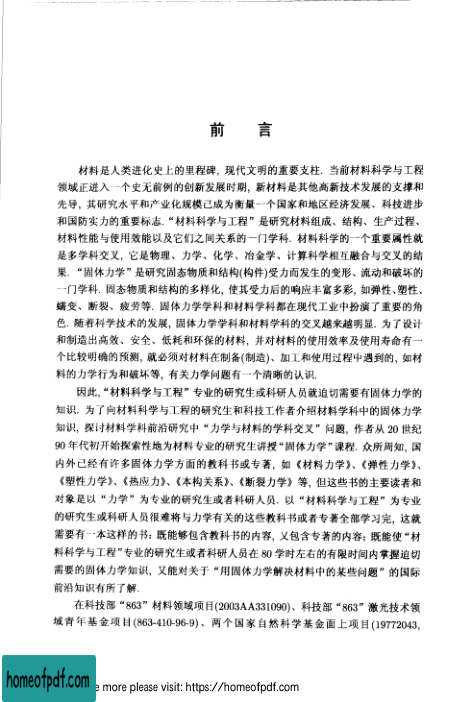 前 言
材料是人类进化史上的里程碑, 现代文明的重要支柱. 当前材料科学与工程
领域正进入一个史无前例的创新发展时期, 新材料是其他高新技术发展的支撑和
先导, 其研究水平和产业化规模已成为衡量一个国家和地区经济发展、科技进步
和国防实力的重要标志. “材料科学与工程” 是研究材料组成、结构、生产过程、
材料性能与使用效能以及它们之间关系的一门学科. 材料科学的一个重要属性就
是多学科交叉, 它是物理、力学、化学、冶金学、计算科学相互融合与交叉的结
果. “固体力学” 是研究固态物质和结构(构件)受力而发生的变形、流动和破坏的
一门学科. 固态物质和结构的多样化, 使其受力后的响应丰富多彩, 如弹性、塑性、
蠕变、断裂、疲劳等. 固体力学学科和材料学科都在现代工业中扮演了重要的角
色. 随着科学技术的发展, 固体力学学科和材料学科的交叉越来越明显. 为了设计
和制造出高效、安全、低耗和环保的材料, 并对材料的使用效率及使用寿命有一
个比较明确的预测, 就必须对材料在制备(制造)、加工和使用过程中遇到的, 如材
料的力学行为和破坏等, 有关力学问题有一个清晰的认识.
因此, “材料科学与工程” 专业的研究生或科研人员就迫切需要有固体力学的
知识. 为了向材料科学与工程的研究生和科技工作者介绍材料学科中的固体力学
知识, 探讨材料学科前沿研究中 “力学与材料的学科交叉” 问题, 作者从 20 世纪
90 年代初开始探索性地为材料专业的研究生讲授 “固体力学” 课程. 众所周知, 国
内外已经有许多固体力学方面的教科书或专著, 如《材料力学》、《弹性力学》、
《塑性力学》、《热应力》、《本构关系》、《断裂力学》等, 但这些书的主要读者和
对象是以 “力学” 为专业的研究生或者科研人员. 以 “材料科学与工程” 为专业
的研究生或科研人员很难将与力学有关的这些教科书或者专著全部学习完, 这就
需要有一本这样的书: 既能够包含教科书的内容, 又包含专著的内容; 既能使 “材
料科学与工程” 专业的研究生或者科研人员在 80 学时左右的有限时间内掌握迫切
需要的固体力学知识, 又能对关于 “用固体力学解决材料中的某些问题” 的国际
前沿知识有所了解.
在科技部 “863” 材料领域项目(2003AA331090)、科技部 “863” 激光技术领
域青年基金项目(863-410-96-9)、两个国家自然科学基金面上项目(19772043,
homeofpdf.com
e more please visit: https://homeofpdf.com